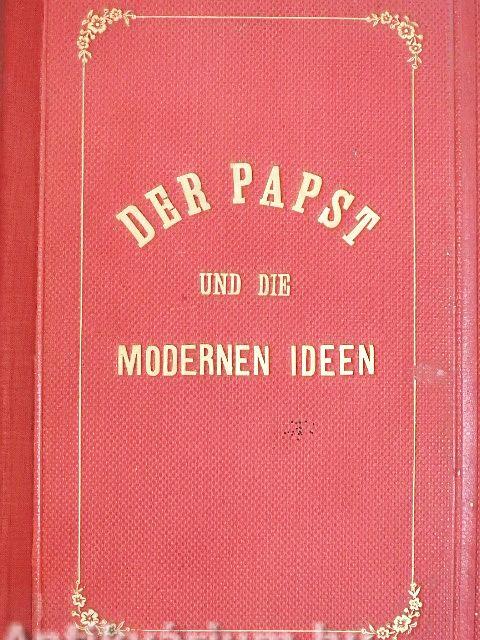 DER PAPST
UND DIE
MODERNEN IDEEN